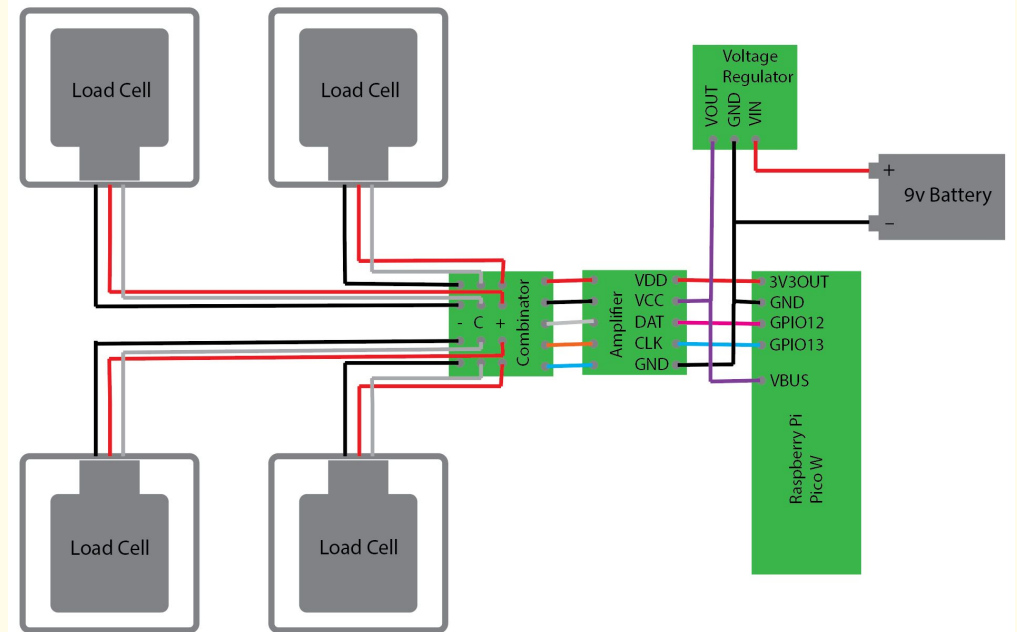 Load Cell
Load Cell
Voltage
Regulator
VOUT
GND
VIN
+
9v Battery
–
- C +
Combinator
Amplifier
VDD
VCC
DAT
CLK
GND
3V3OUT
GND
GPIO12
GPIO13
VBUS
Raspberry Pi
Pico W
Load Cell
Load Cell